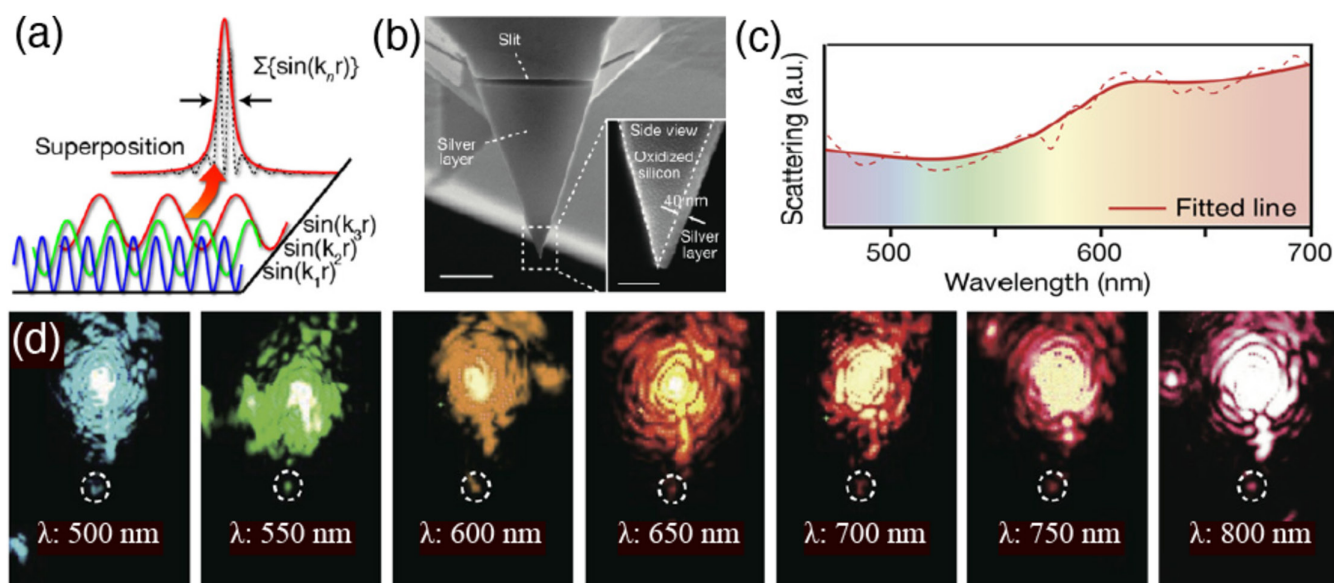 (a)
Σ{sin(kₙr)}
Superposition
sin(k₃r)
sin(k₂r)
sin(k₁r)
(b)
Slit
Silver
layer
Side view
Oxidized
silicon
40 nm
Silver
layer
(c)
Scattering (a.u.)
Fitted line
500
600
700
Wavelength (nm)
(d)
λ: 500 nm
λ: 550 nm
λ: 600 nm
λ: 650 nm
λ: 700 nm
λ: 750 nm
λ: 800 nm